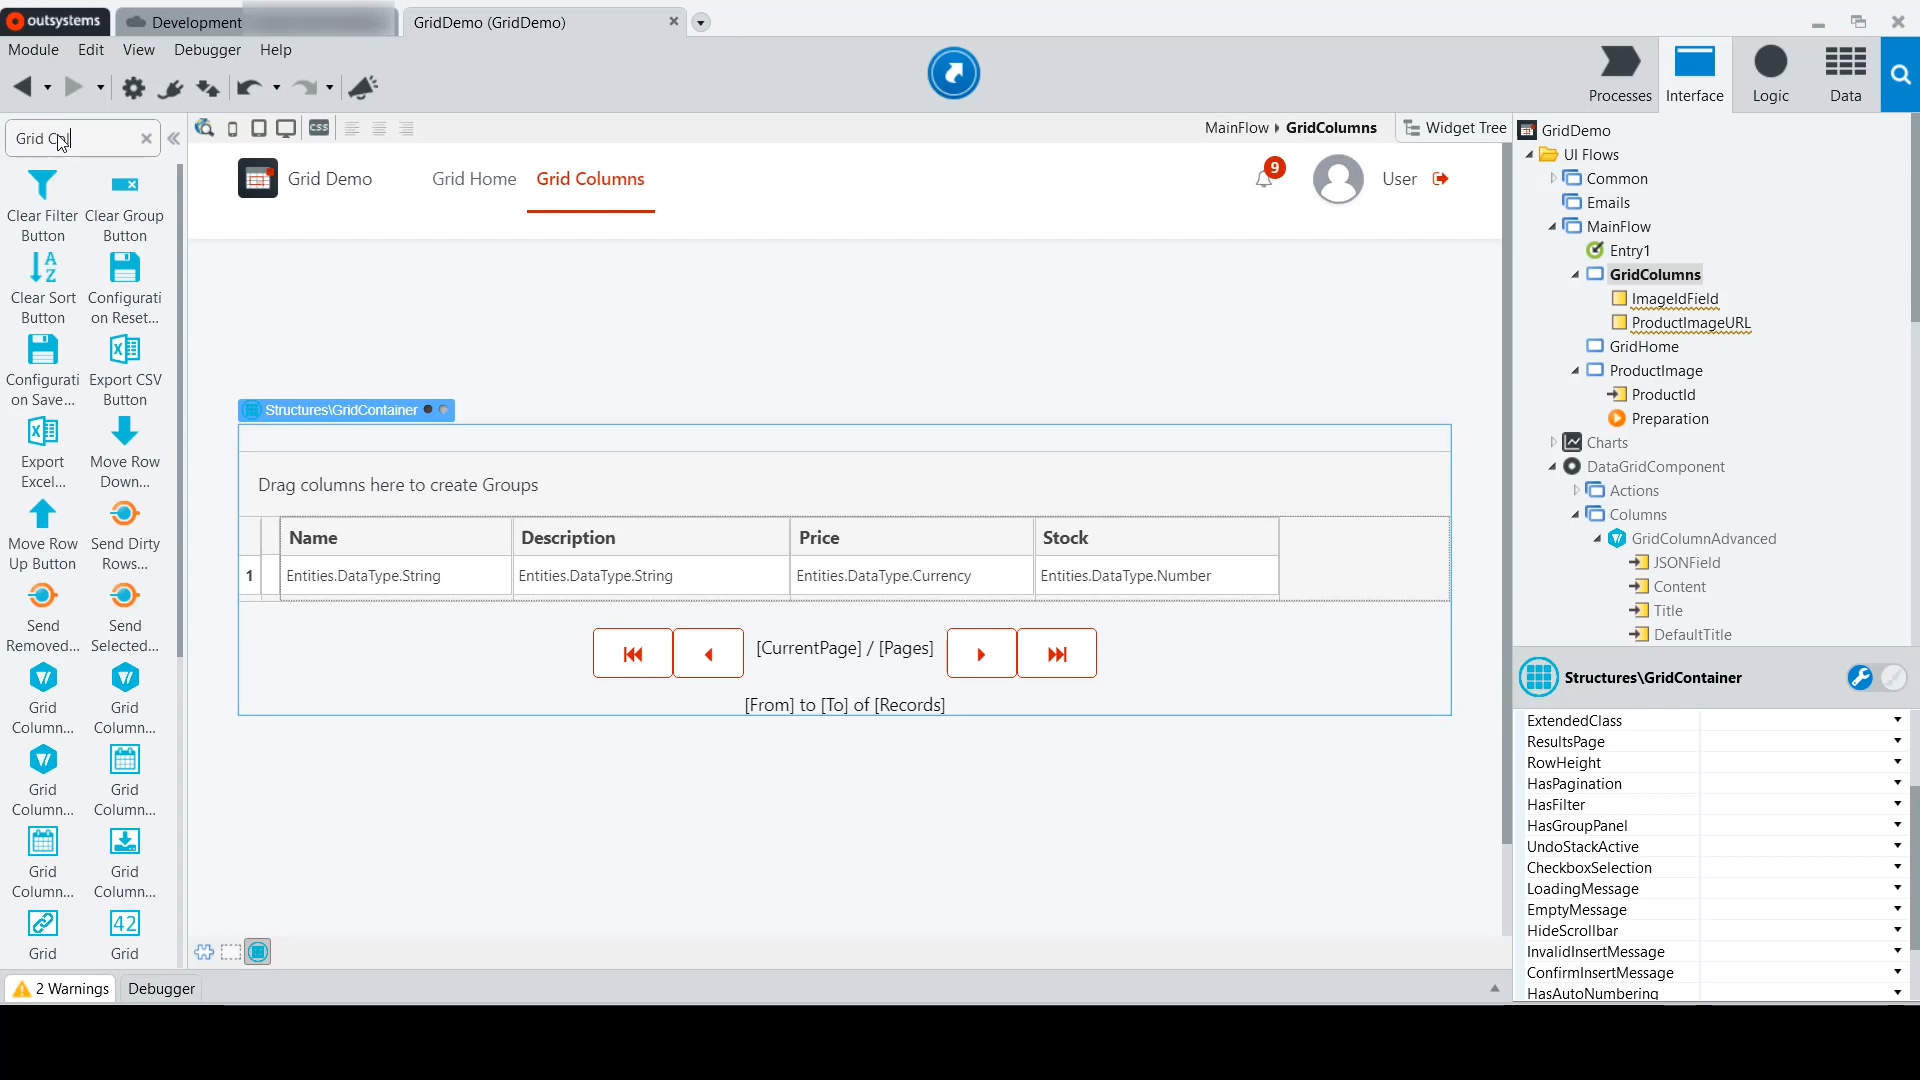 outsystems
Development
GridDemo (GridDemo)
Module Edit View Debugger Help
Processes
Interface
Logic
Data
Grid Col
Clear Filter Button
Clear Group Button
Clear Sort Button
Configurati on Reset...
Configurati on Save...
Export CSV Button
Export Excel...
Move Row Down...
Move Row Up Button
Send Dirty Rows...
Send Removed...
Send Selected...
Grid Column...
Grid Column...
Grid Column...
Grid Column...
Grid Column...
Grid Column...
42
Grid
Grid
CSS
MainFlow GridColumns
Widget Tree
Grid Demo
Grid Home
Grid Columns
9
User
Structures\GridContainer
Drag columns here to create Groups
Name Description Price Stock
1 Entities.DataType.String Entities.DataType.String Entities.DataType.Currency Entities.DataType.Number
[CurrentPage] / [Pages]
[From] to [To] of [Records]
2 Warnings
Debugger
GridDemo
UI Flows
Common
Emails
MainFlow
Entry1
GridColumns
ImageIdField
ProductImageURL
GridHome
ProductImage
ProductId
Preparation
Charts
DataGridComponent
Actions
Columns
GridColumnAdvanced
JSONField
Content
Title
DefaultTitle
Structures\GridContainer
ExtendedClass
ResultsPage
RowHeight
HasPagination
HasFilter
HasGroupPanel
UndoStackActive
CheckboxSelection
LoadingMessage
EmptyMessage
HideScrollbar
InvalidInsertMessage
ConfirmInsertMessage
HasAutoNumbering